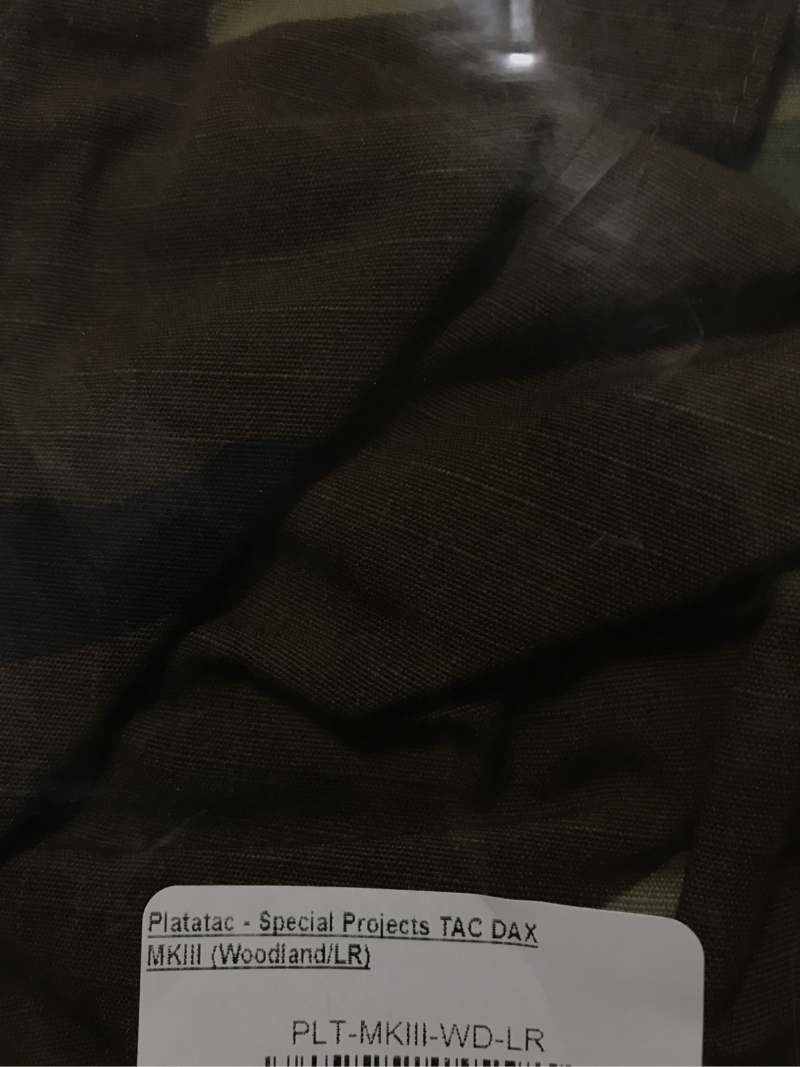 Platatac - Special Projects TAC DAX
MKIII (Woodland/LR)
PLT-MKIII-WD-LR